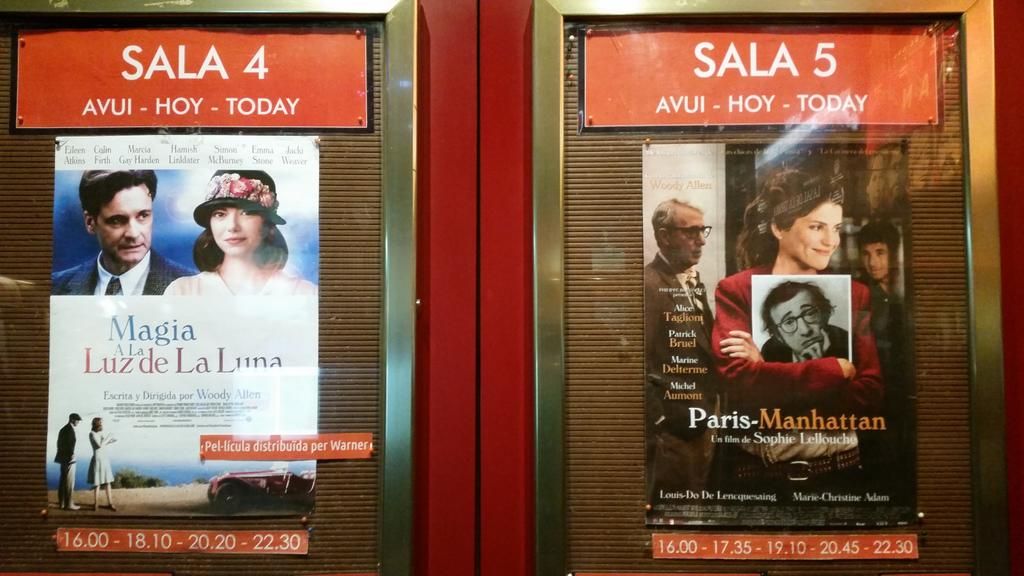 SALA 4
AVUI - HOY - TODAY
Eileen Atkins Colin Firth Marcia Gay Harden Hamish Linklater Simon McBurney Emma Stone Jacki Weaver
Magia
A La
Luz de La Luna
Escrita y Dirigida por Woody Allen
Pel·lícula distribuïda per Warner
16.00 - 18.10 - 20.20 - 22.30
SALA 5
AVUI - HOY - TODAY
Woody Allen
Alice
Taglioni
Patrick
Bruel
Marine
Delterme
Michel
Aumont
Paris-Manhattan
Un film de Sophie Lellouche
Louis-Do De Lencquesaing Marie-Christine Adam
16.00 - 17.35 - 19.10 - 20.45 - 22.30